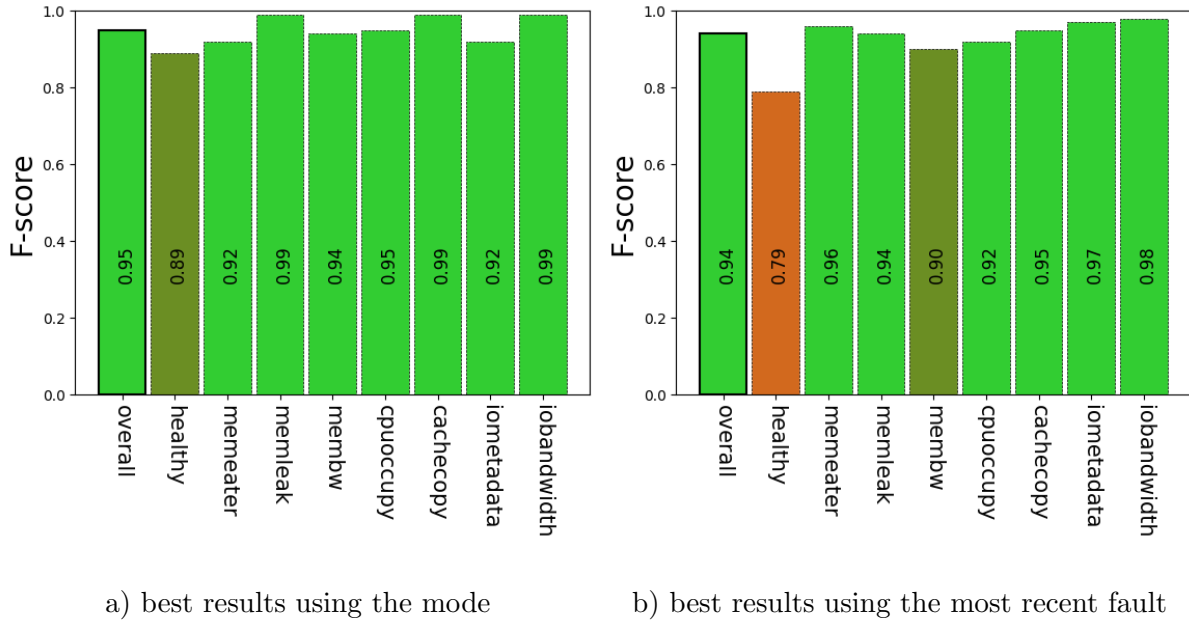 1.0
0.8
0.6
0.4
0.2
0.0
F-score
0.95
0.89
0.92
0.99
0.94
0.95
0.99
0.92
0.99
overall
healthy
memeater
memleak
membw
cpuoccupy
cachecopy
iometadata
iobandwidth
a) best results using the mode
1.0
0.8
0.6
0.4
0.2
0.0
F-score
0.94
0.79
0.96
0.94
0.90
0.92
0.95
0.97
0.98
overall
healthy
memeater
memleak
membw
cpuoccupy
cachecopy
iometadata
iobandwidth
b) best results using the most recent fault